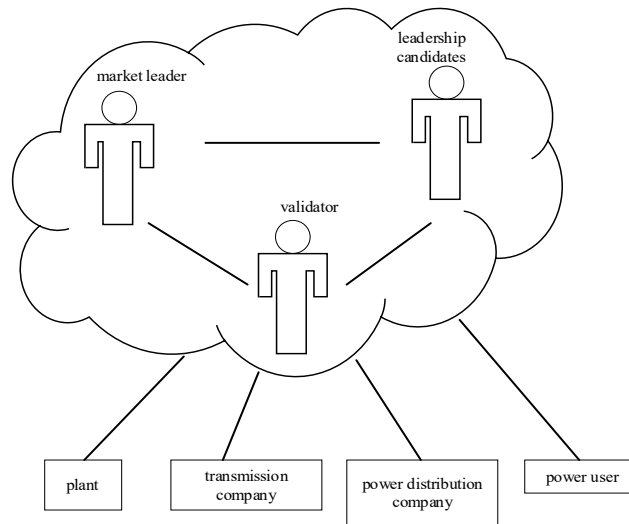 leadership
candidates
market leader
validator
plant
transmission
company
power distribution
company
power user